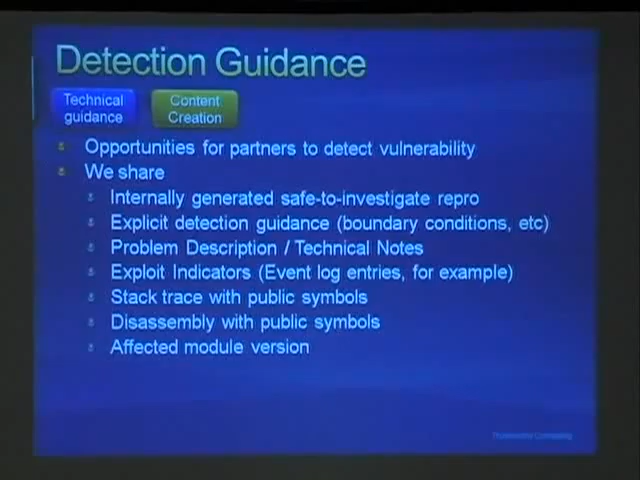 Detection Guidance
Technical
guidance
Content
Creation
Opportunities for partners to detect vulnerability
We share
Internally generated safe-to-investigate repro
Explicit detection guidance (boundary conditions, etc)
Problem Description / Technical Notes
Exploit Indicators (Event log entries, for example)
Stack trace with public symbols
Disassembly with public symbols
Affected module version
Trustworthy Computing